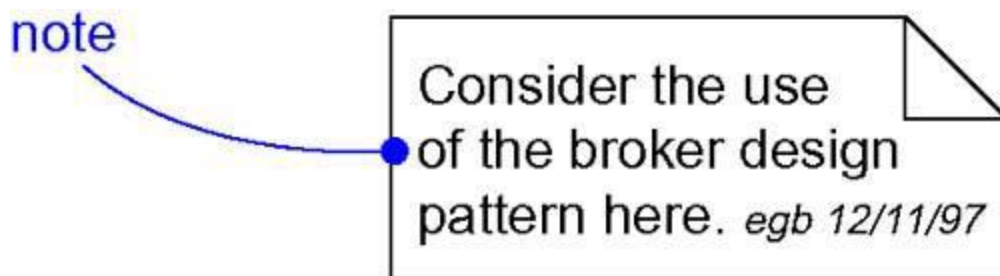 note
Consider the use
of the broker design
pattern here. egb 12/11/97